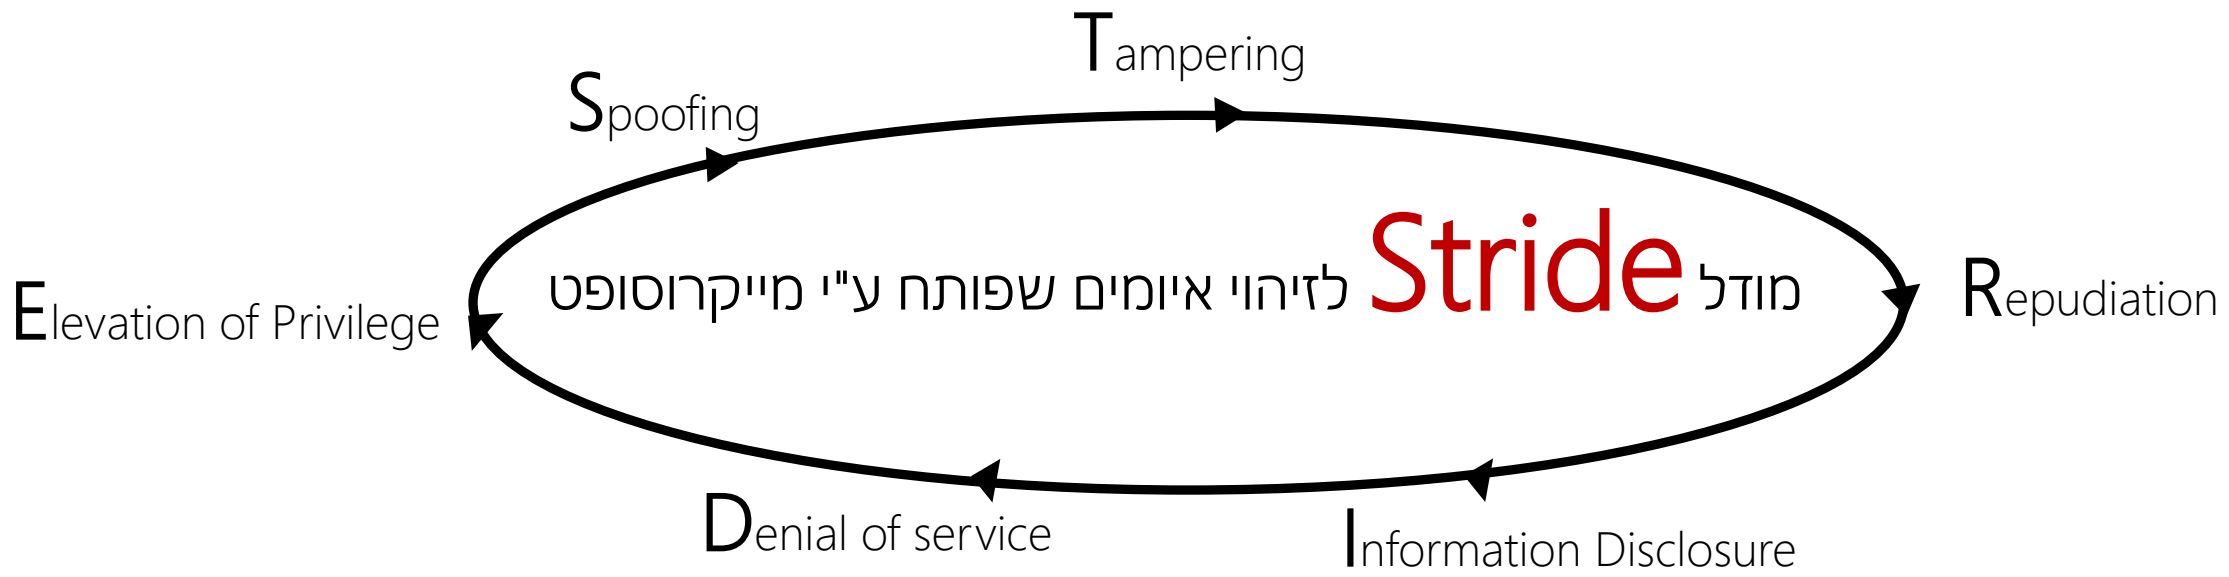 Tampering
Spoofing
מודל Stride לזיהוי איומים שפותח ע"י מייקרוסופט
Repudiation
Elevation of Privilege
Denial of service
Information Disclosure